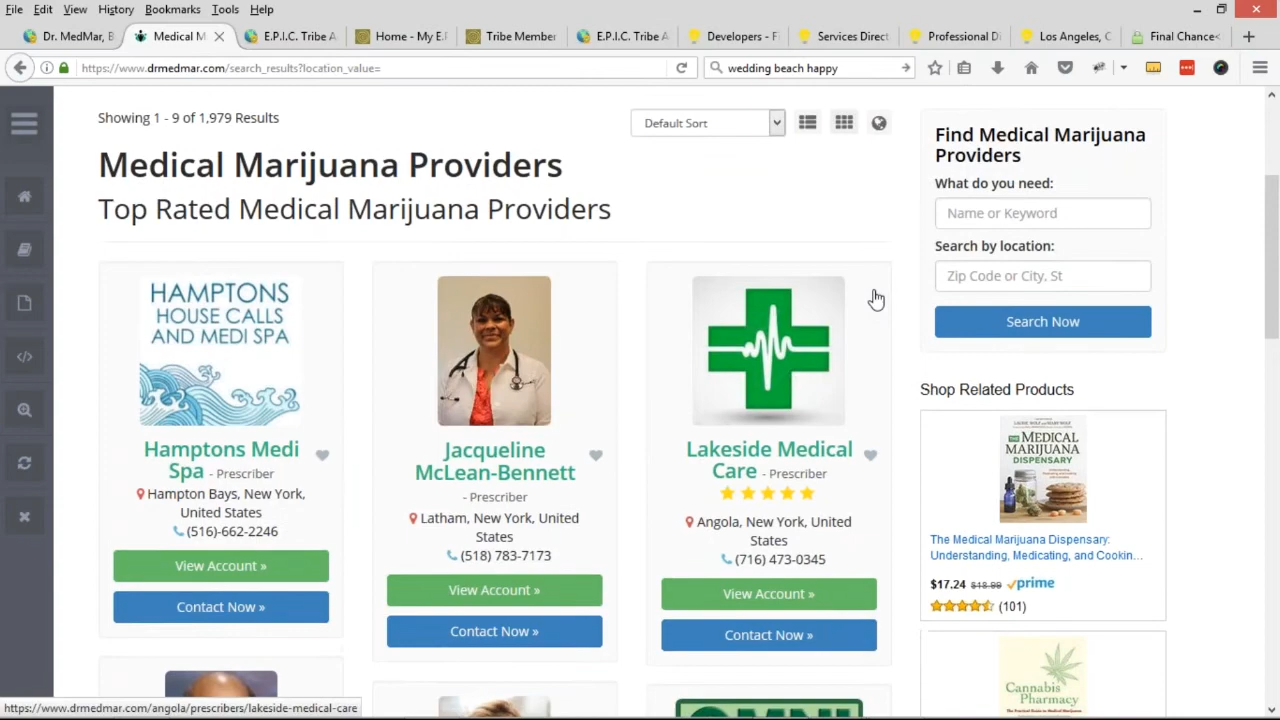 File Edit View History Bookmarks Tools Help
Dr. MedMar, B
Medical M
E.P.I.C. Tribe A
Home - My E.
Tribe Member
E.P.I.C. Tribe A
Developers - F
Services Direct
Professional Di
Los Angeles, C
Final Chance<
https://www.drmedmar.com/search_results?location_value=
wedding beach happy
Showing 1 - 9 of 1,979 Results
Default Sort
Medical Marijuana Providers
Top Rated Medical Marijuana Providers
HAMPTONS
HOUSE CALLS
AND MEDI SPA
Hamptons Medi
Spa - Prescriber
Hampton Bays, New York,
United States
(516)-662-2246
View Account »
Contact Now »
Jacqueline
McLean-Bennett
- Prescriber
Latham, New York, United
States
(518) 783-7173
View Account »
Contact Now »
Lakeside Medical
Care - Prescriber
Angola, New York, United
States
(716) 473-0345
View Account »
Contact Now »
Find Medical Marijuana
Providers
What do you need:
Name or Keyword
Search by location:
Zip Code or City, St
Search Now
Shop Related Products
THE MEDICAL
MARIJUANA
DISPENSARY
The Medical Marijuana Dispensary:
Understanding, Medicating, and Cookin...
$17.24 $18.99 prime
(101)
Cannabis
Pharmacy
https://www.drmedmar.com/angola/prescribers/lakeside-medical-care